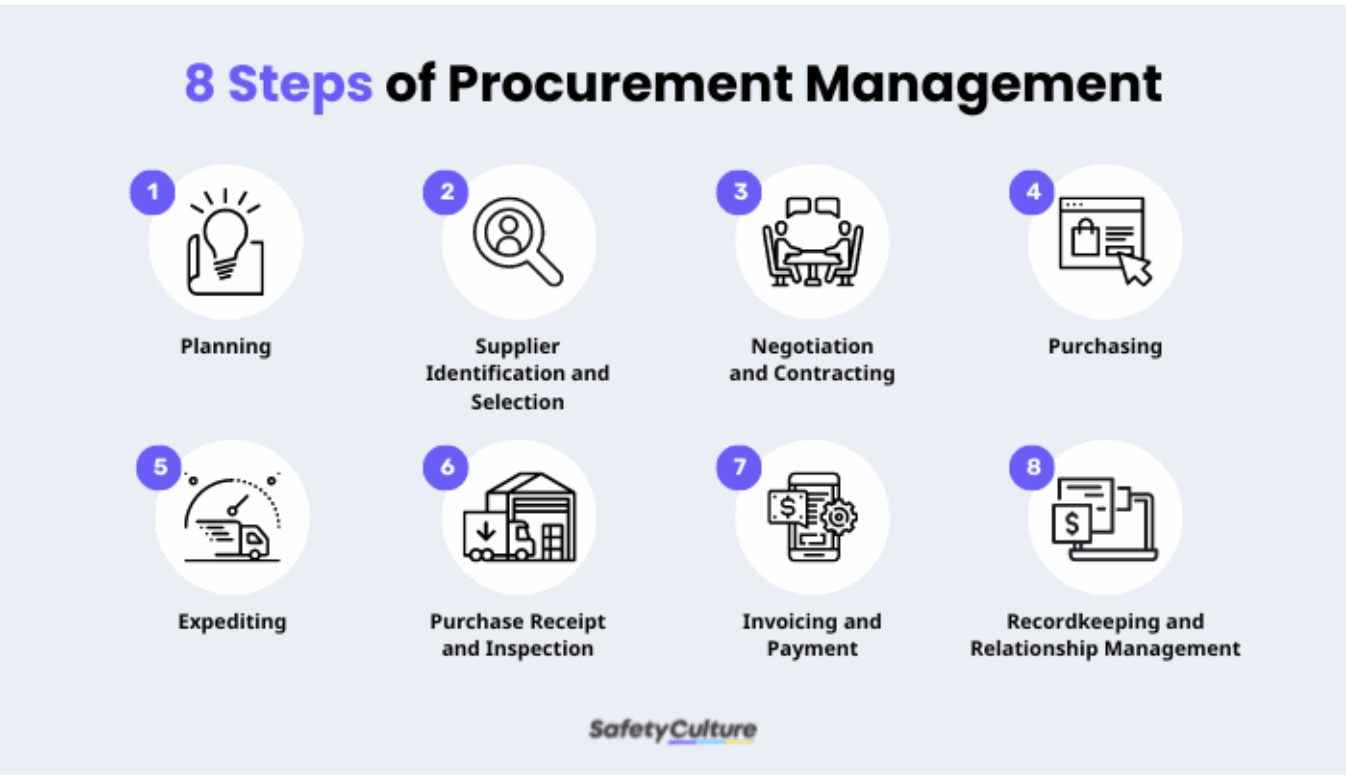 8 Steps of Procurement Management
1
2
3
4
Planning
Supplier
Identification and
Selection
Negotiation
and Contracting
Purchasing
5
6
7
8
$
$
Expediting
Purchase Receipt
and Inspection
Invoicing and
Payment
Recordkeeping and
Relationship Management
SafetyCulture